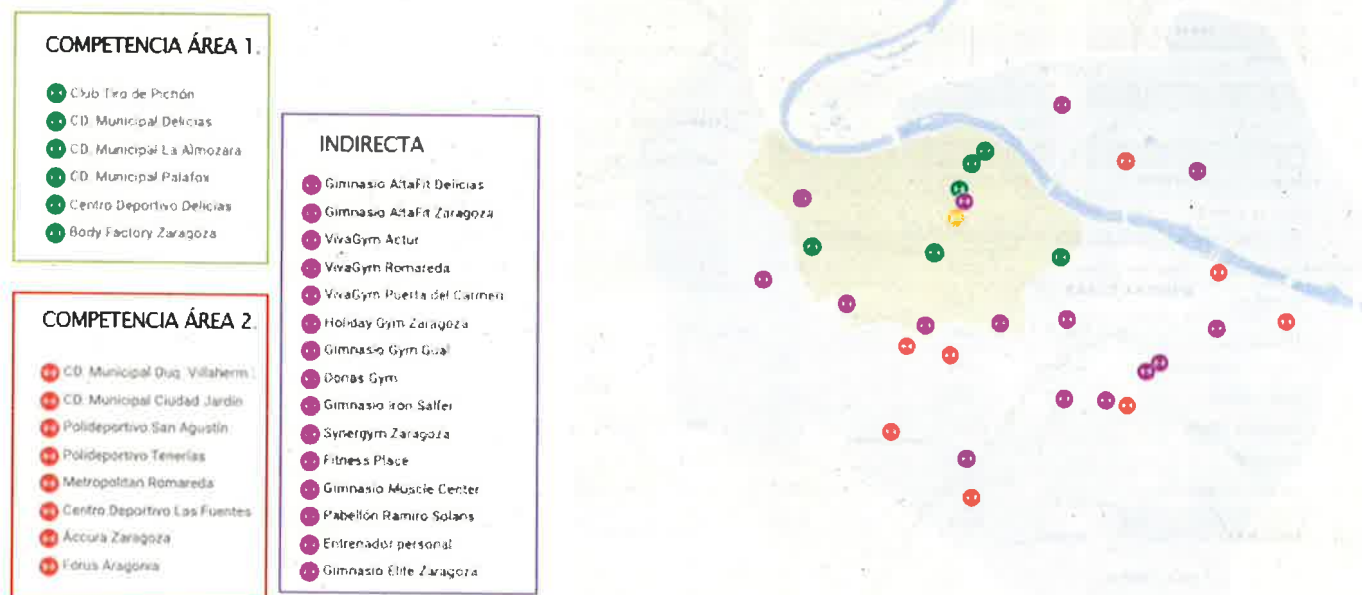 COMPETENCIA ÁREA 1.
Club Tiro de Pichón
CD. Municipal Delicias
CD. Municipal La Almozara
CD. Municipal Palafox
Centro Deportivo Delicias
Body Factory Zaragoza
COMPETENCIA ÁREA 2.
CD. Municipal Duq. Villaherm
CD. Municipal Ciudad Jardín
Polideportivo San Agustín
Polideportivo Tenerías
Metropolitan Romareda
Centro Deportivo Las Fuentes
Accura Zaragoza
Forus Aragonia
INDIRECTA
Gimnasio AltaFit Delicias
Gimnasio AltaFit Zaragoza
VivaGym Actur
VivaGym Romareda
VivaGym Puerta del Carmen
Holiday Gym Zaragoza
Gimnasio Gym Gual
Donas Gym
Gimnasio Iron Salfer
Synergym Zaragoza
Fitness Place
Gimnasio Muscle Center
Pabellón Ramiro Solans
Entrenador personal
Gimnasio Elite Zaragoza